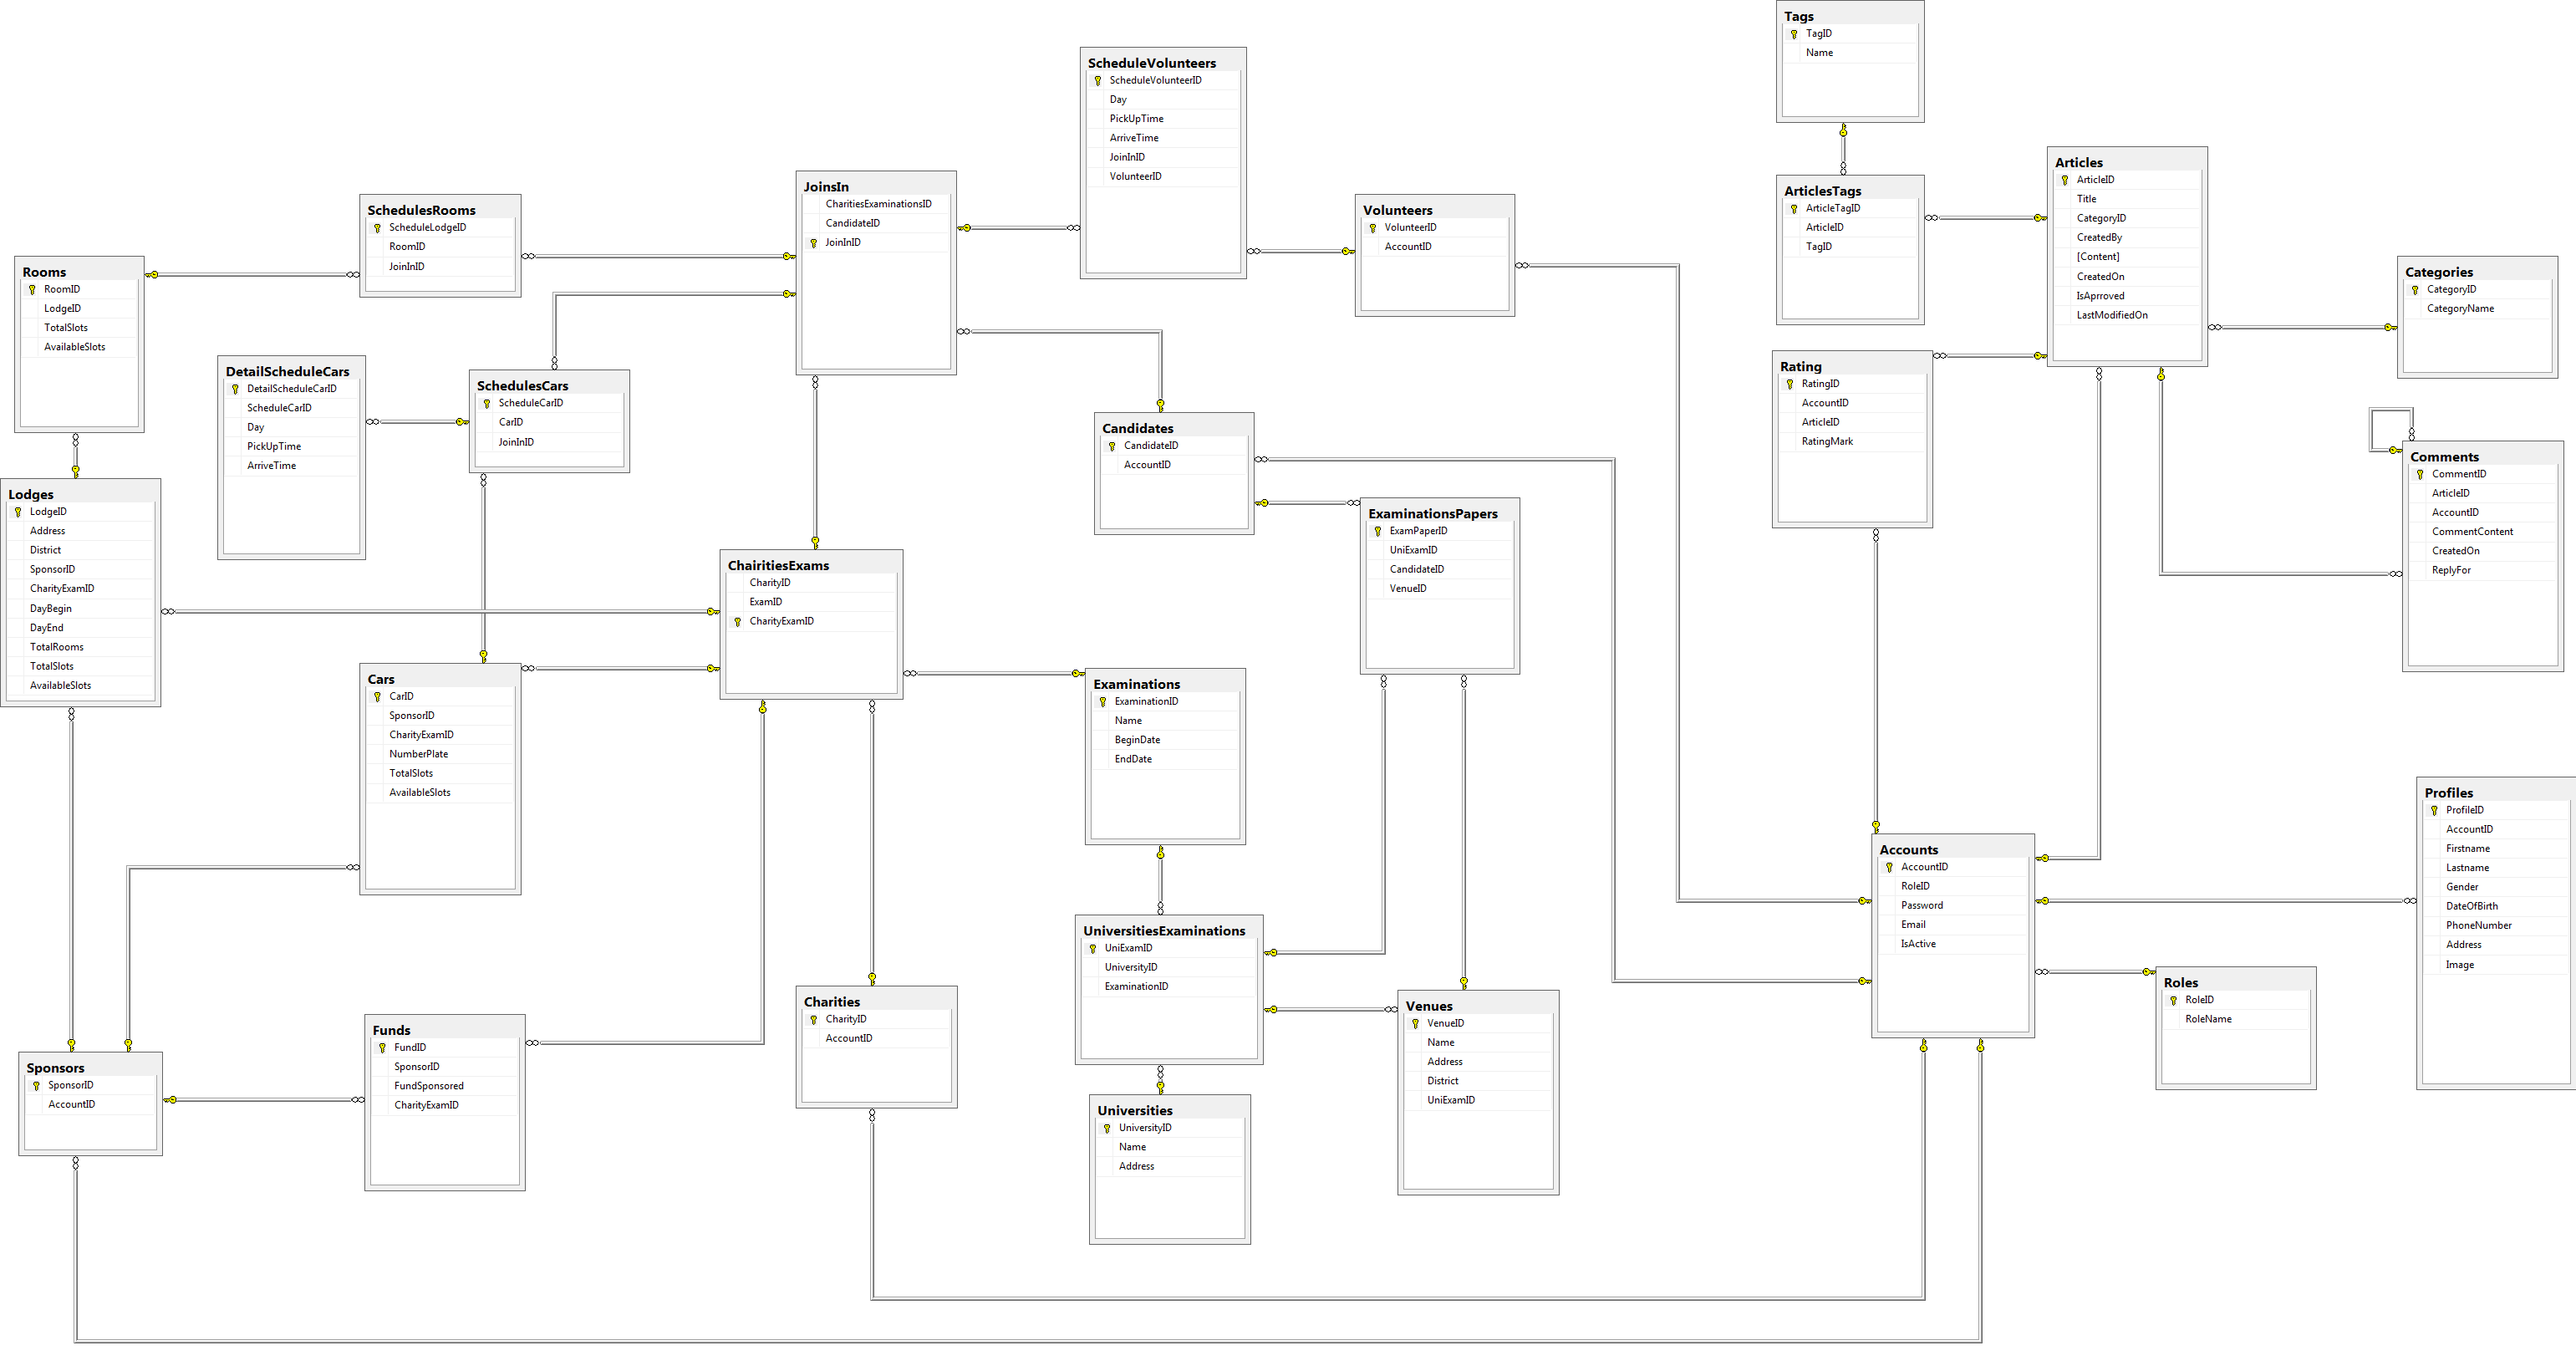 Tags
TagID
Name
ScheduleVolunteers
ScheduleVolunteerID
Day
PickUpTime
ArriveTime
JoinInID
VolunteerID
Articles
ArticleID
Title
CategoryID
CreatedBy
[Content]
CreatedOn
IsAprroved
LastModifiedOn
JoinsIn
CharitiesExaminationsID
CandidateID
JoinInID
ArticlesTags
ArticleTagID
ArticleID
TagID
SchedulesRooms
ScheduleLodgeID
RoomID
JoinInID
Volunteers
VolunteerID
AccountID
Rooms
RoomID
LodgeID
TotalSlots
AvailableSlots
Categories
CategoryID
CategoryName
DetailScheduleCars
DetailScheduleCarID
ScheduleCarID
Day
PickUpTime
ArriveTime
SchedulesCars
ScheduleCarID
CarID
JoinInID
Rating
RatingID
AccountID
ArticleID
RatingMark
Candidates
CandidateID
AccountID
Comments
CommentID
ArticleID
AccountID
CommentContent
CreatedOn
ReplyFor
Lodges
LodgeID
Address
District
SponsorID
CharityExamID
DayBegin
DayEnd
TotalRooms
TotalSlots
AvailableSlots
ExaminationsPapers
ExamPaperID
UniExamID
CandidateID
VenueID
ChairitiesExams
CharityID
ExamID
CharityExamID
Cars
CarID
SponsorID
CharityExamID
NumberPlate
TotalSlots
AvailableSlots
Examinations
ExaminationID
Name
BeginDate
EndDate
Profiles
ProfileID
AccountID
Firstname
Lastname
Gender
DateOfBirth
PhoneNumber
Address
Image
Accounts
AccountID
RoleID
Password
Email
IsActive
UniversitiesExaminations
UniExamID
UniversityID
ExaminationID
Roles
RoleID
RoleName
Charities
CharityID
AccountID
Venues
VenueID
Name
Address
District
UniExamID
Funds
FundID
SponsorID
FundSponsored
CharityExamID
Sponsors
SponsorID
AccountID
Universities
UniversityID
Name
Address